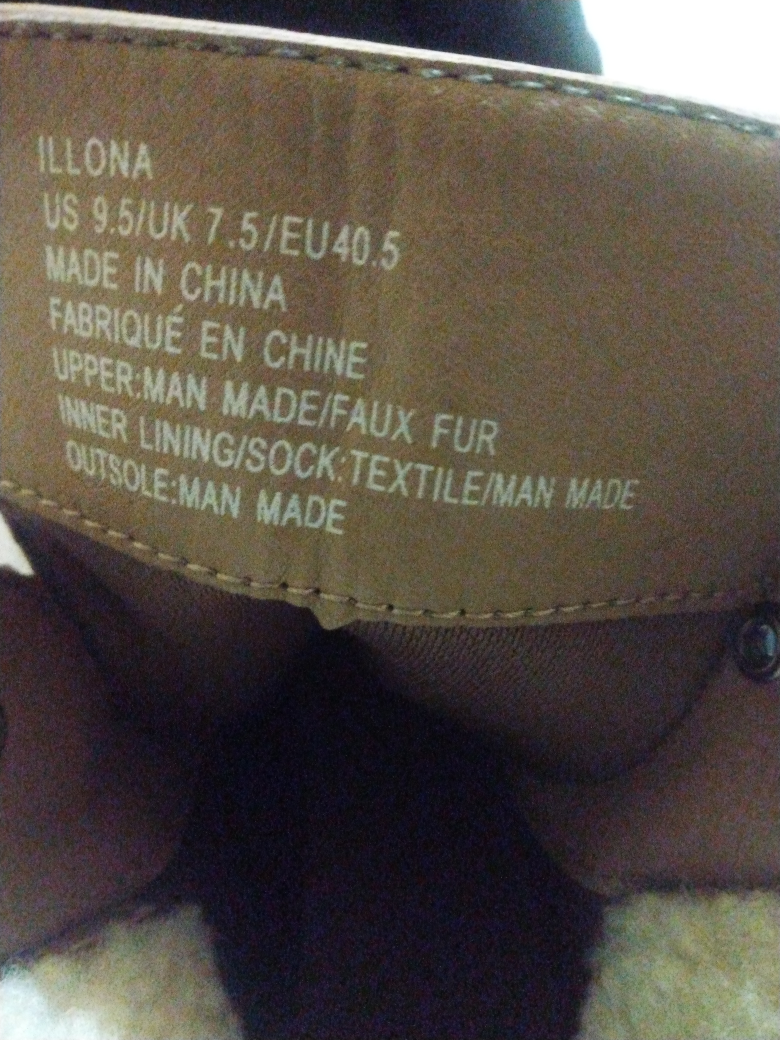 ILLONA
US 9.5/UK 7.5/EU40.5
MADE IN CHINA
FABRIQUÉ EN CHINE
UPPER:MAN MADE/FAUX FUR
INNER LINING/SOCK:TEXTILE/MAN MADE
OUTSOLE:MAN MADE